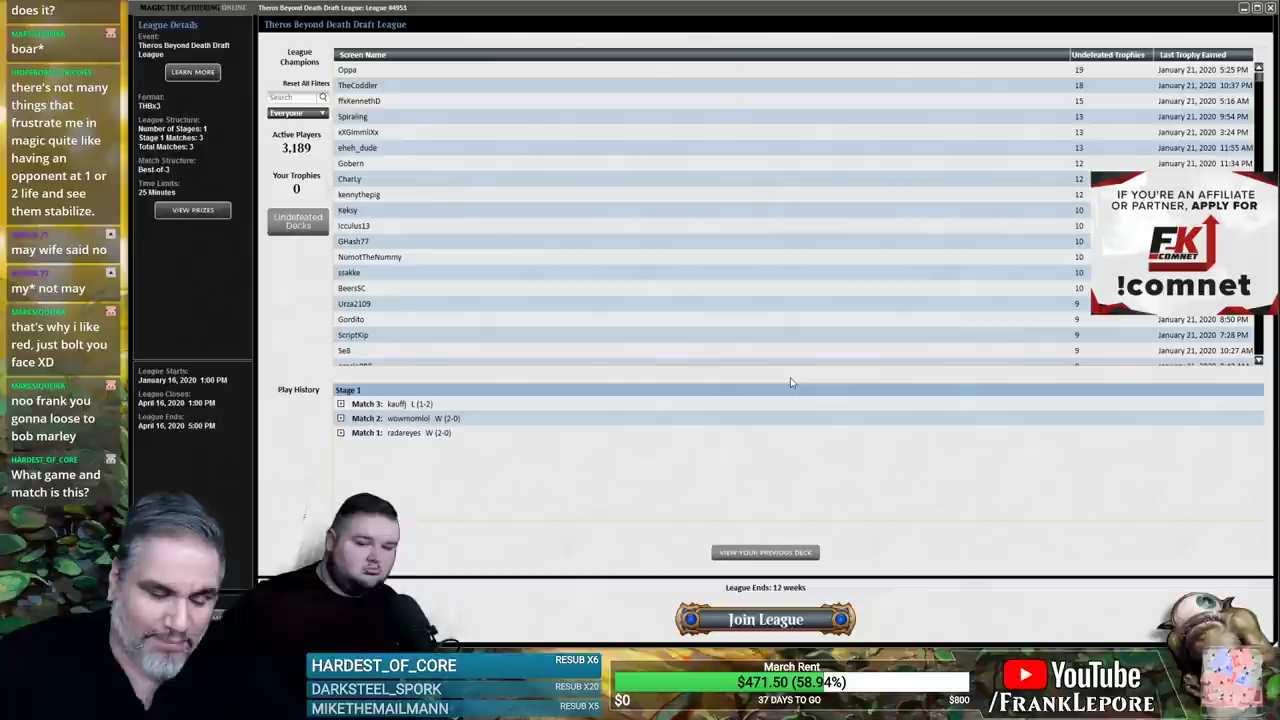 does it?
MARLSIQUEIRA
boar*
there's not many
things that
frustrate me in
magic quite like
having an
opponent at 1 or
2 life and see
them stabilize.
may wife said no
my* not may
MARLSIQUEIRA
that's why i like
red, just bolt you
face XD
MARLSIQUEIRA
noo frank you
gonna loose to
bob marley
HARDEST_OF_CORE
What game and
match is this?
MAGIC THE GATHERING ONLINE
Theros Beyond Death Draft League: League #4953
League Details
Event:
Theros Beyond Death Draft
League
LEARN MORE
Format:
THBx3
League Structure:
Number of Stages: 1
Stage 1 Matches: 3
Total Matches: 3
Match Structure:
Best-of-3
Time Limits:
25 Minutes
VIEW PRIZES
League Starts:
January 16, 2020 1:00 PM
League Closes:
April 16, 2020 1:00 PM
League Ends:
April 16, 2020 5:00 PM
Theros Beyond Death Draft League
League
Champions
Reset All Filters
Search
Everyone
Active Players
3,189
Your Trophies
0
Undefeated
Decks
Screen Name Undefeated Trophies Last Trophy Earned
Oppa 19 January 21, 2020 5:25 PM
TheCoddler 18 January 21, 2020 10:37 PM
ffxKennethD 15 January 21, 2020 5:16 AM
Spiraling 13 January 21, 2020 9:54 PM
xXGimmliXx 13 January 21, 2020 3:24 PM
eheh_dude 13 January 21, 2020 11:55 AM
Gobern 12 January 21, 2020 11:34 PM
CharLy 12
kennythepig 12
Keksy 10
Icculus13 10
GHash77 10
NumotTheNummy 10
ssakke 10
BeersSC 10
Urza2109 9
Gordito 9 January 21, 2020 8:50 PM
ScriptKip 9 January 21, 2020 7:28 PM
SeB 9 January 21, 2020 10:27 AM
IF YOU'RE AN AFFILIATE
OR PARTNER, APPLY FOR
F2K
COMNET
!comnet
Play History
Stage 1
Match 3: kauffj L (1-2)
Match 2: wowmomlol W (2-0)
Match 1: radareyes W (2-0)
VIEW YOUR PREVIOUS DECK
League Ends: 12 weeks
Join League
HARDEST_OF_CORE RESUB X6
DARKSTEEL_SPORK RESUB X20
MIKETHEMAILMANN RESUB X5
March Rent
$471.50 (58.94%)
$0 37 DAYS TO GO $800
YouTube
/FRANKLEPORE